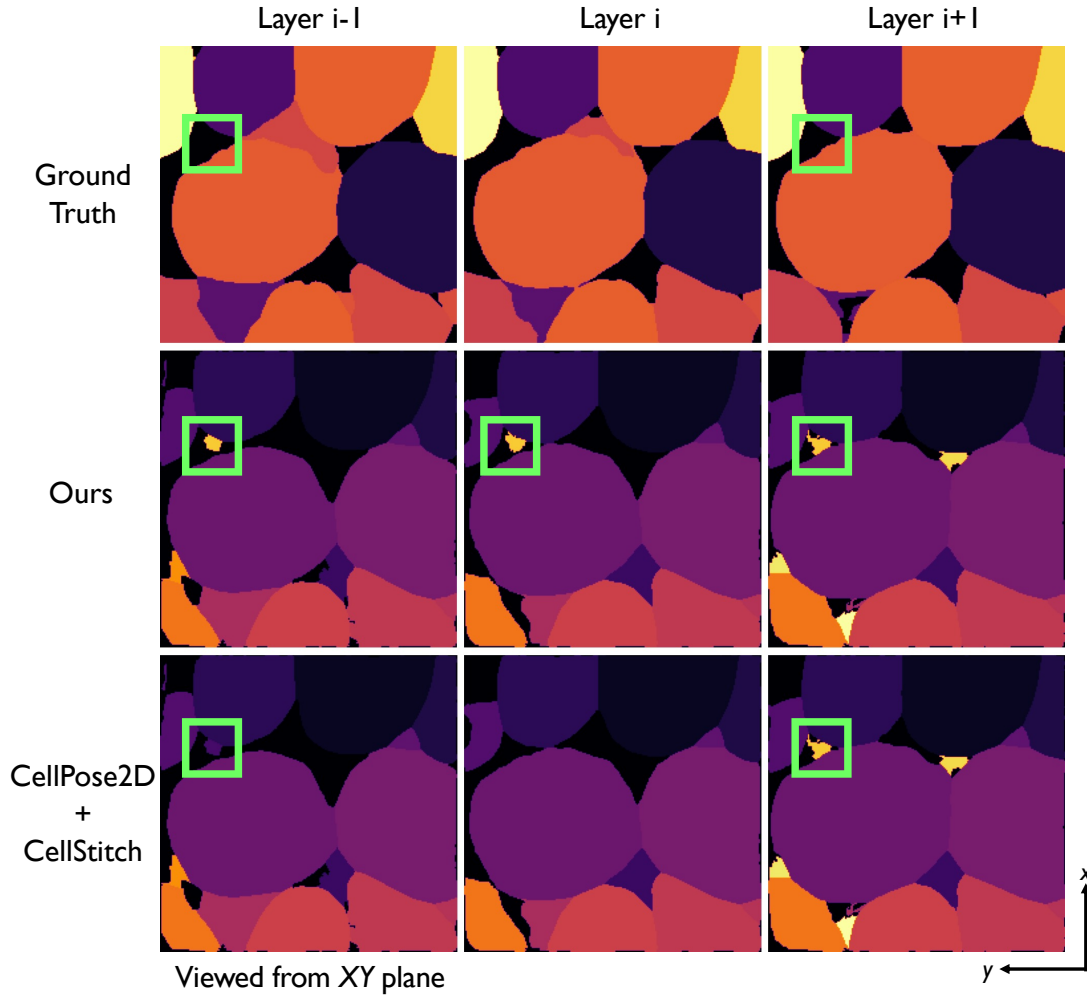 Layer i-1 Layer i Layer i+1
Ground
Truth
Ours
CellPose2D
+
CellStitch
x
y
Viewed from XY plane